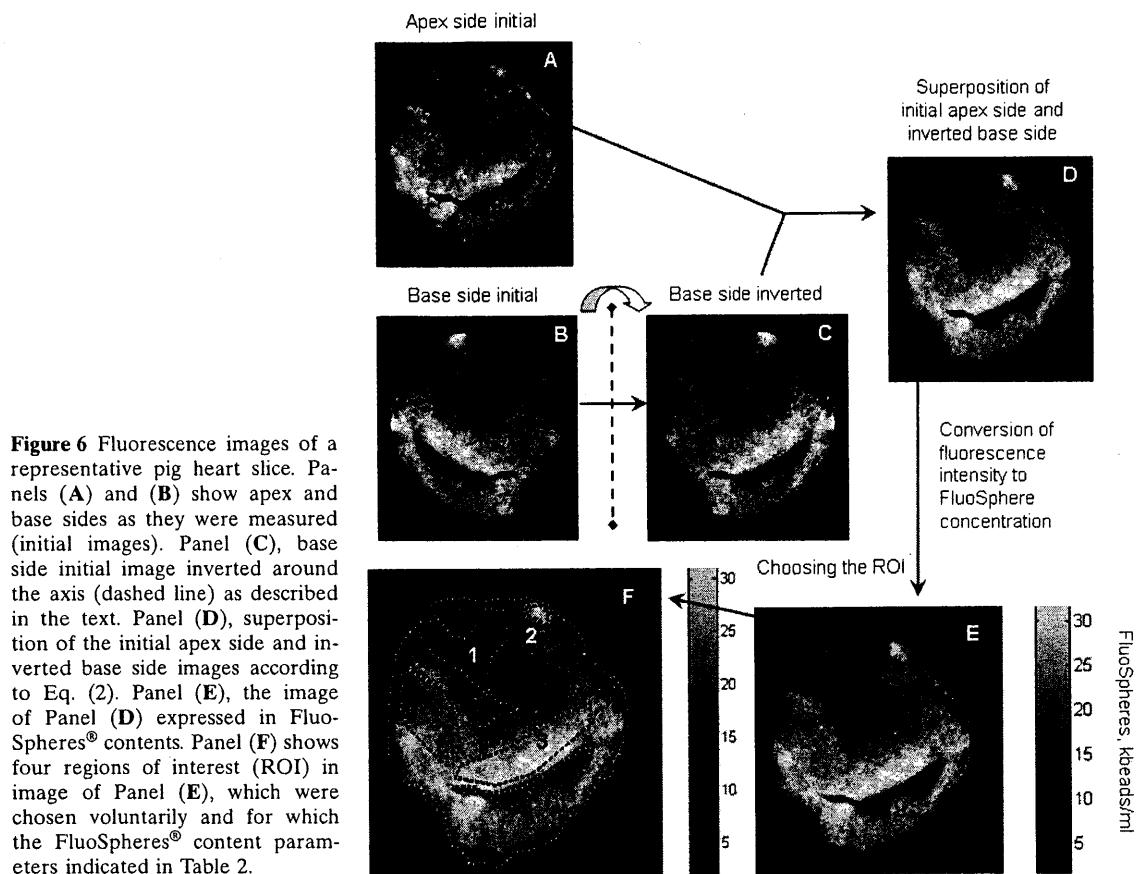 Apex side initial
A
Superposition of
initial apex side and
inverted base side
D
Base side initial
Base side inverted
B
C
Conversion of
fluorescence
intensity to
FluoSphere
concentration
Choosing the ROI
F
1
2
30
25
20
15
10
5
E
30
25
20
15
10
5
FluoSpheres, kbeads/ml
Figure 6 Fluorescence images of a
representative pig heart slice. Pa-
nels (A) and (B) show apex and
base sides as they were measured
(initial images). Panel (C), base
side initial image inverted around
the axis (dashed line) as described
in the text. Panel (D), superposi-
tion of the initial apex side and in-
verted base side images according
to Eq. (2). Panel (E), the image
of Panel (D) expressed in Fluo-
Spheres® contents. Panel (F) shows
four regions of interest (ROI) in
image of Panel (E), which were
chosen voluntarily and for which
the FluoSpheres® content param-
eters indicated in Table 2.